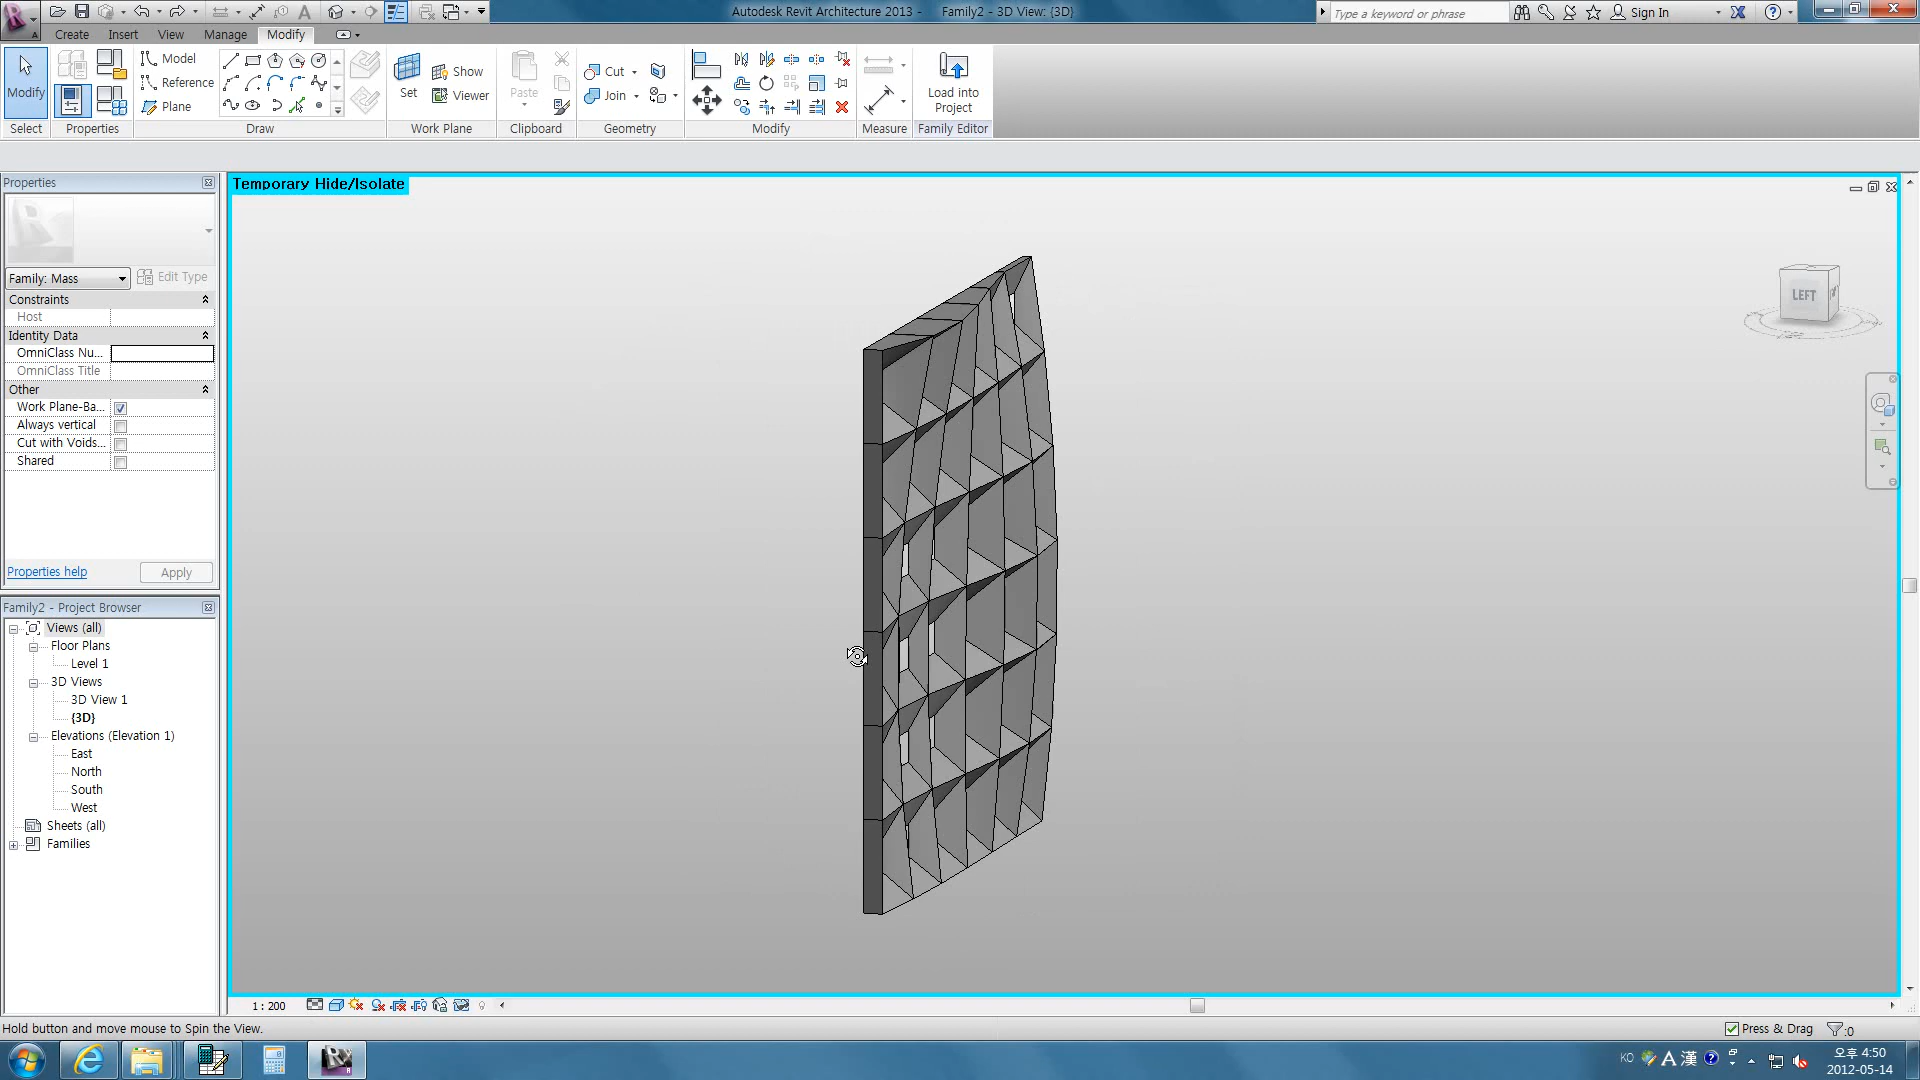 Autodesk Revit Architecture 2013 - Family2 - 3D View: {3D}
Type a keyword or phrase
Sign In
Create Insert View Manage Modify
Modify
Model
Reference
Plane
Set
Show
Viewer
Paste
Cut
Join
Load into
Project
Select Properties Draw Work Plane Clipboard Geometry Modify Measure Family Editor
Properties
Family: Mass
Edit Type
Constraints
Host
Identity Data
OmniClass Nu...
OmniClass Title
Other
Work Plane-Ba...
Always vertical
Cut with Voids...
Shared
Properties help
Apply
Family2 - Project Browser
Views (all)
Floor Plans
Level 1
3D Views
3D View 1
{3D}
Elevations (Elevation 1)
East
North
South
West
Sheets (all)
Families
Temporary Hide/Isolate
LEFT
1 : 200
Hold button and move mouse to Spin the View.
Press & Drag
:0
KO
A 漢
오후 4:50
2012-05-14